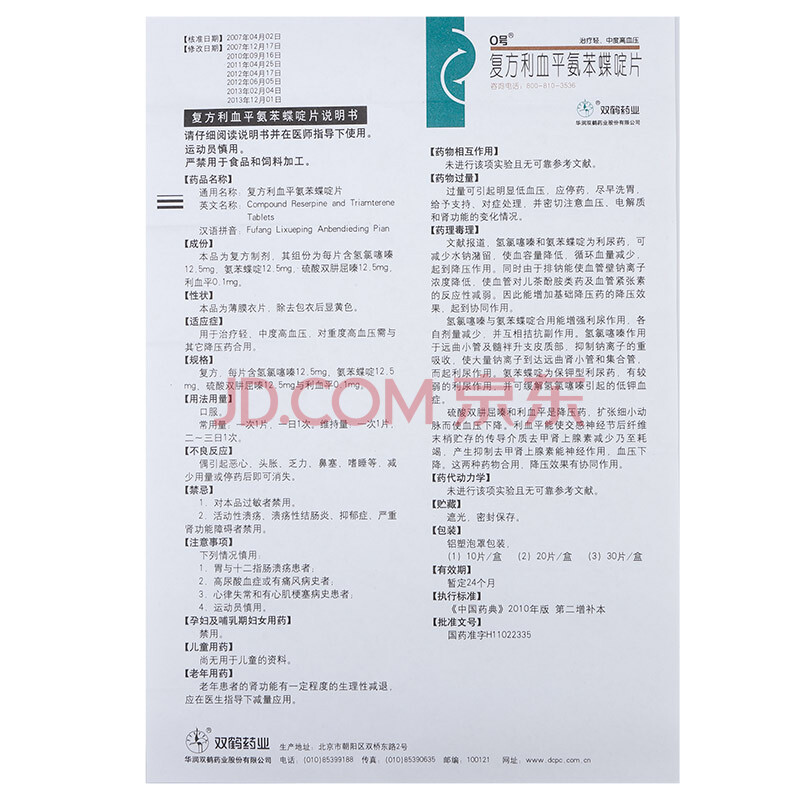 【核准日期】2007年04月02日
【修改日期】2007年12月17日
2010年09月16日
2011年04月25日
2012年04月17日
2012年06月05日
2013年02月04日
2013年12月01日
复方利血平氨苯蝶啶片说明书
请仔细阅读说明书并在医师指导下使用。
运动员慎用。
严禁用于食品和饲料加工。
【药品名称】
通用名称：复方利血平氨苯蝶啶片
英文名称：Compound Reserpine and Triamterene
Tablets
汉语拼音：Fufang Lixueping Anbendieding Pian
【成份】
本品为复方制剂，其组份为每片含氢氯噻嗪
12.5mg，氨苯蝶啶12.5mg，硫酸双肼屈嗪12.5mg，
利血平0.1mg。
【性状】
本品为薄膜衣片，除去包衣后显黄色。
【适应症】
用于治疗轻、中度高血压，对重度高血压需与
其它降压药合用。
【规格】
复方，每片含氢氯噻嗪12.5mg，氨苯蝶啶12.5
mg，硫酸双肼屈嗪12.5mg与利血平0.1mg。
【用法用量】
口服。
常用量，一次1片，一日1次，维持量，一次1片，
二～三日1次。
【不良反应】
偶引起恶心、头胀、乏力、鼻塞、嗜睡等，减
少用量或停药后即可消失。
【禁忌】
1．对本品过敏者禁用。
2．活动性溃疡、溃疡性结肠炎、抑郁症，严重
肾功能障碍者禁用。
【注意事项】
下列情况慎用：
1．胃与十二指肠溃疡患者；
2．高尿酸血症或有痛风病史者；
3．心律失常和有心肌梗塞病史患者；
4．运动员慎用。
【孕妇及哺乳期妇女用药】
禁用。
【儿童用药】
尚无用于儿童的资料。
【老年用药】
老年患者的肾功能有一定程度的生理性减退，
应在医生指导下减量应用。
0号®
治疗轻、中度高血压
复方利血平氨苯蝶啶片
咨询电话：800-810-3636
双鹤药业
华润双鹤药业股份有限公司
【药物相互作用】
未进行该项实验且无可靠参考文献。
【药物过量】
过量可引起明显低血压，应停药，尽早洗胃，
给予支持、对症处理，并密切注意血压、电解质
和肾功能的变化情况。
【药理毒理】
文献报道，氢氯噻嗪和氨苯蝶啶为利尿药，可
减少水钠潴留，使血容量降低，循环血量减少，
起到降压作用。同时由于排钠能使血管壁钠离子
浓度降低，使血管对儿茶酚胺类药及血管紧张素
的反应性减弱。因此能增加基础降压药的降压效
果，起到协同作用。
氢氯噻嗪与氨苯蝶啶合用能增强利尿作用，各
自剂量减少，并互相拮抗副作用。氢氯噻嗪作用
于远曲小管及髓袢升支皮质部，抑制钠离子的重
吸收，使大量钠离子到达远曲肾小管和集合管，
而起利尿作用。氨苯蝶啶为保钾型利尿药，有较
弱的利尿作用，并可缓解氢氯噻嗪引起的低钾血
症。
硫酸双肼屈嗪和利血平是降压药，扩张细小动
脉而使血压下降。利血平能使交感神经节后纤维
末梢贮存的传导介质去甲肾上腺素减少乃至耗
竭，产生抑制去甲肾上腺素能神经作用，血压下
降。这两种药物合用，降压效果有协同作用。
【药代动力学】
未进行该项实验且无可靠参考文献。
【贮藏】
遮光，密封保存。
【包装】
铝塑泡罩包装，
(1) 10片/盒 (2) 20片/盒 (3) 30片/盒
【有效期】
暂定24个月
【执行标准】
《中国药典》2010年版 第二增补本
【批准文号】
国药准字H11022335
JD.COM 京东
双鹤药业
华润双鹤药业股份有限公司
生产地址：北京市朝阳区双桥东路2号
电话：(010)85399188 传真：(010)85390635 邮编：100121 网址：www.dcpc.com.cn